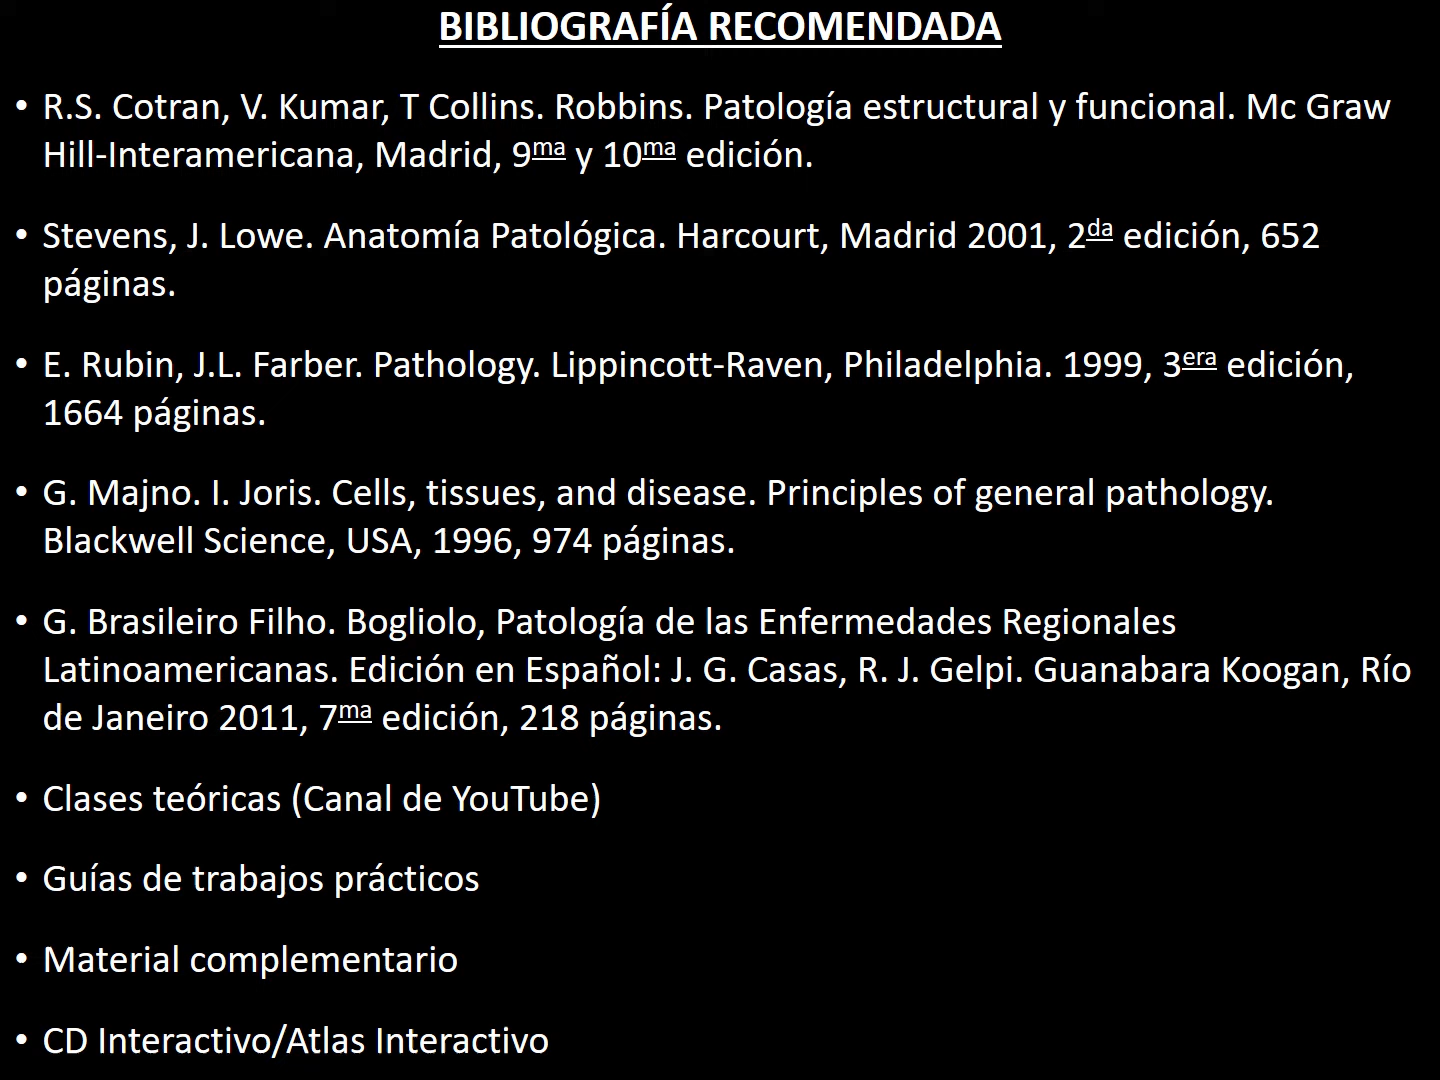 BIBLIOGRAFÍA RECOMENDADA
• R.S. Cotran, V. Kumar, T Collins. Robbins. Patología estructural y funcional. Mc Graw
Hill-Interamericana, Madrid, 9ma y 10ma edición.
• Stevens, J. Lowe. Anatomía Patológica. Harcourt, Madrid 2001, 2da edición, 652
páginas.
• E. Rubin, J.L. Farber. Pathology. Lippincott-Raven, Philadelphia. 1999, 3era edición,
1664 páginas.
• G. Majno. I. Joris. Cells, tissues, and disease. Principles of general pathology.
Blackwell Science, USA, 1996, 974 páginas.
• G. Brasileiro Filho. Bogliolo, Patología de las Enfermedades Regionales
Latinoamericanas. Edición en Español: J. G. Casas, R. J. Gelpi. Guanabara Koogan, Río
de Janeiro 2011, 7ma edición, 218 páginas.
• Clases teóricas (Canal de YouTube)
• Guías de trabajos prácticos
• Material complementario
• CD Interactivo/Atlas Interactivo